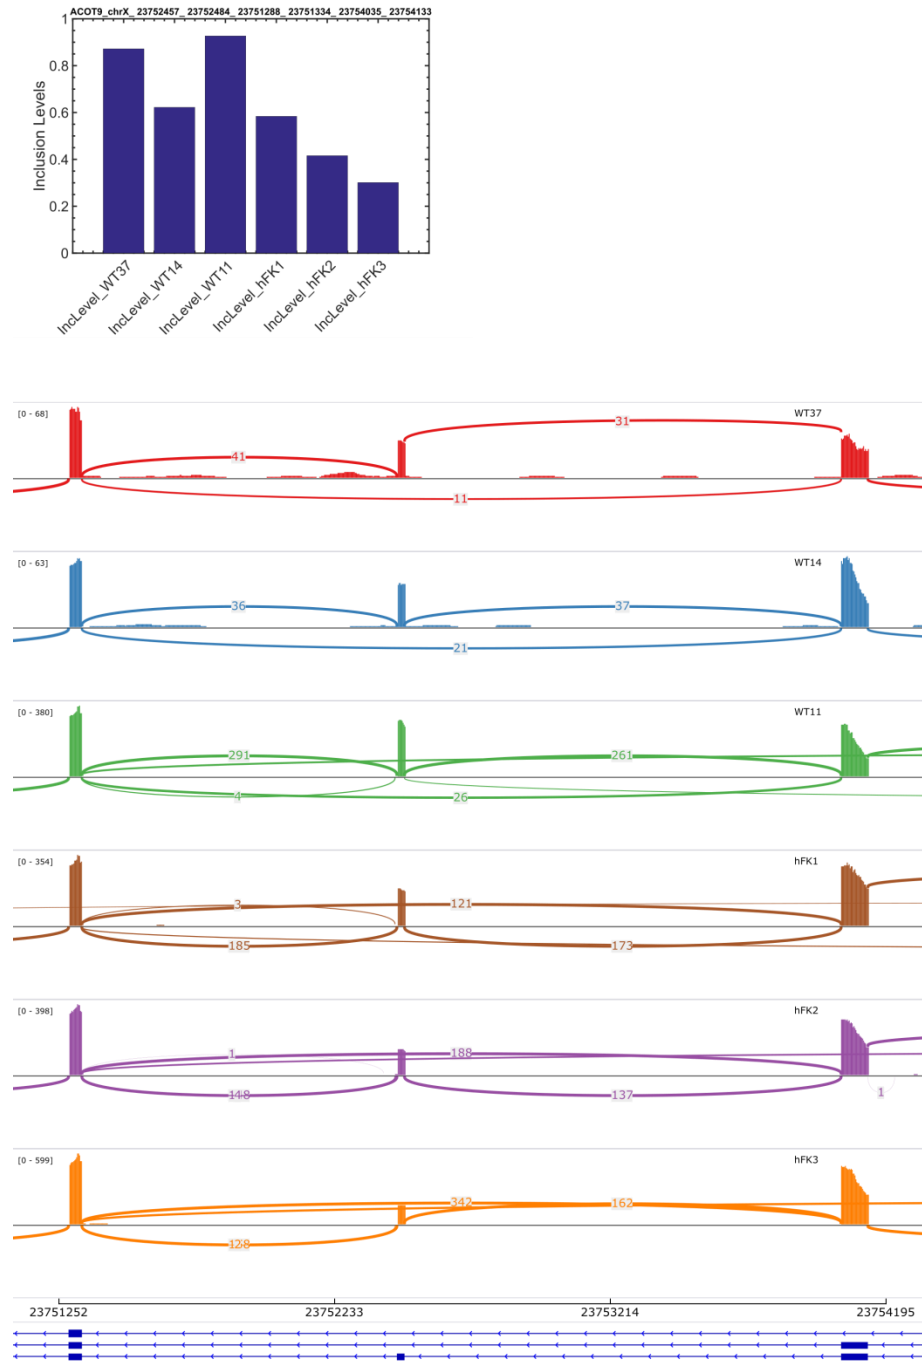 ACOT9_chrX_ 23752457_ 23752484_ 23751288_ 23751334_ 23754035_ 23754133
Inclusion Levels
1
0.8
0.6
0.4
0.2
0
IncLevel_WT37
IncLevel_WT14
IncLevel_WT11
IncLevel_hFK1
IncLevel_hFK2
IncLevel_hFK3
[0 - 68]
WT37
31
41
11
[0 - 63]
WT14
36
37
21
[0 - 380]
WT11
291
261
4
26
[0 - 354]
hFK1
3
121
185
173
[0 - 398]
hFK2
1
188
148
137
1
[0 - 599]
hFK3
342
162
23751252
23752233
23753214
23754195